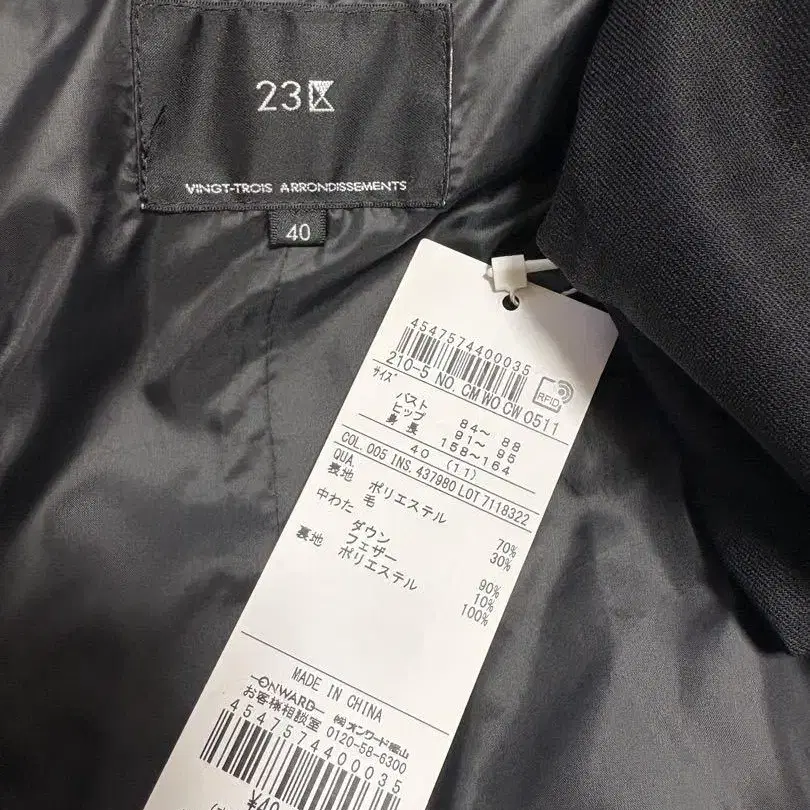 23区
VINGT-TROIS ARRONDISSEMENTS
40
4547574400035
210-5 NO. CMW0CW0511
RFID
サイズ
バスト 84〜 88
ヒップ 91〜 95
身長 158〜164
40 (11)
COL. 005 INS. 437980 LOT 7118322
QUA.
表地 ポリエステル 70%
毛 30%
中わた ダウン 90%
フェザー 10%
裏地 ポリエステル 100%
MADE IN CHINA
ONWARD ㈱オンワード樫山
お客様相談室 0120-58-6300
4547574400035